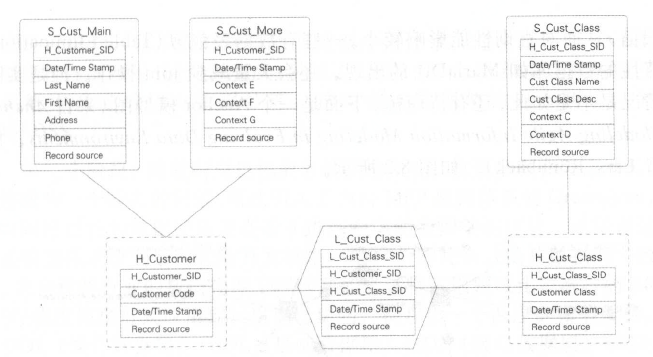 S_Cust_Main
H_Customer_SID
Date/Time Stamp
Last_Name
First Name
Address
Phone
Record source
S_Cust_More
H_Customer_SID
Date/Time Stamp
Context E
Context F
Context G
Record source
S_Cust_Class
H_Cust_Class_SID
Date/Time Stamp
Cust Class Name
Cust Class Desc
Context C
Context D
Record source
H_Customer
H_Customer_SID
Customer Code
Date/Time Stamp
Record source
L_Cust_Class
L_Cust_Class_SID
H_Customer_SID
H_Cust_Class_SID
Date/Time Stamp
Record source
H_Cust_Class
H_Cust_Class_SID
Customer Class
Date/Time Stamp
Record source